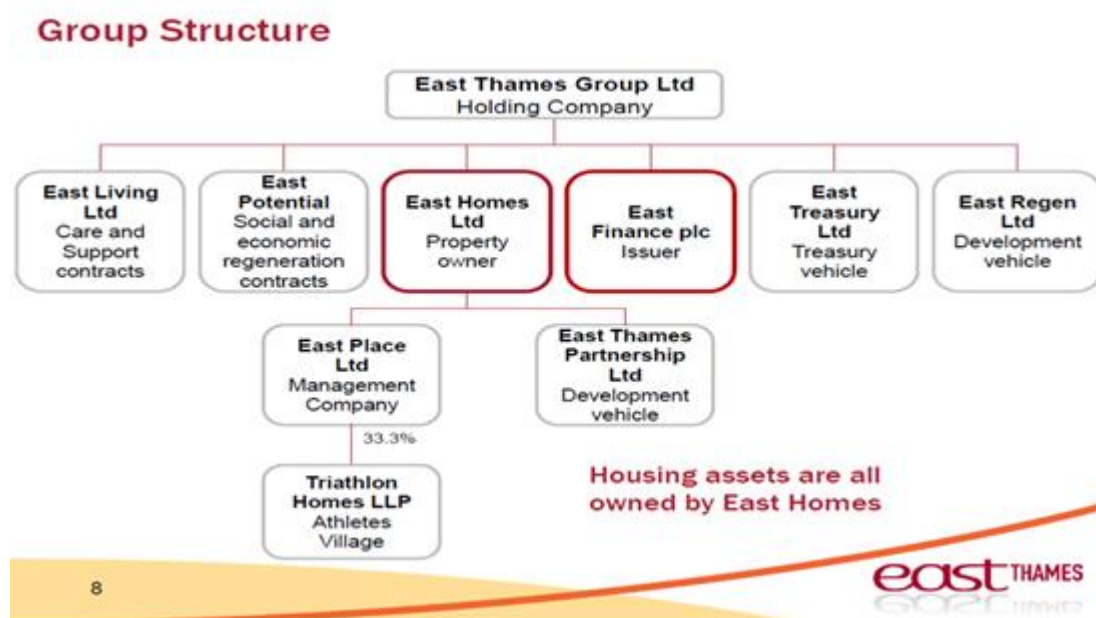 Group Structure
East Thames Group Ltd
Holding Company
East Living
Ltd
Care and
Support
contracts
East
Potential
Social and
economic
regeneration
contracts
East Homes
Ltd
Property
owner
East
Finance plc
Issuer
East
Treasury
Ltd
Treasury
vehicle
East Regen
Ltd
Development
vehicle
East Place
Ltd
Management
Company
East Thames
Partnership
Ltd
Development
vehicle
33.3%
Triathlon
Homes LLP
Athletes
Village
Housing assets are all
owned by East Homes
8
east THAMES